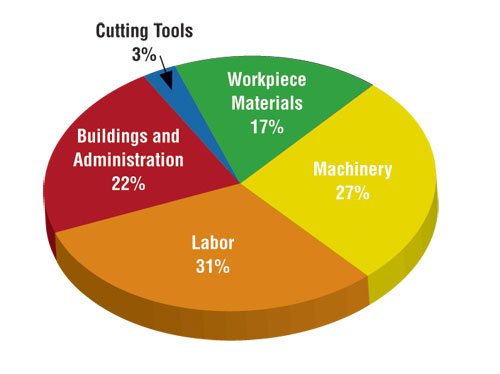 Cutting Tools
3%
Workpiece
Materials
17%
Buildings and
Administration
22%
Machinery
27%
Labor
31%